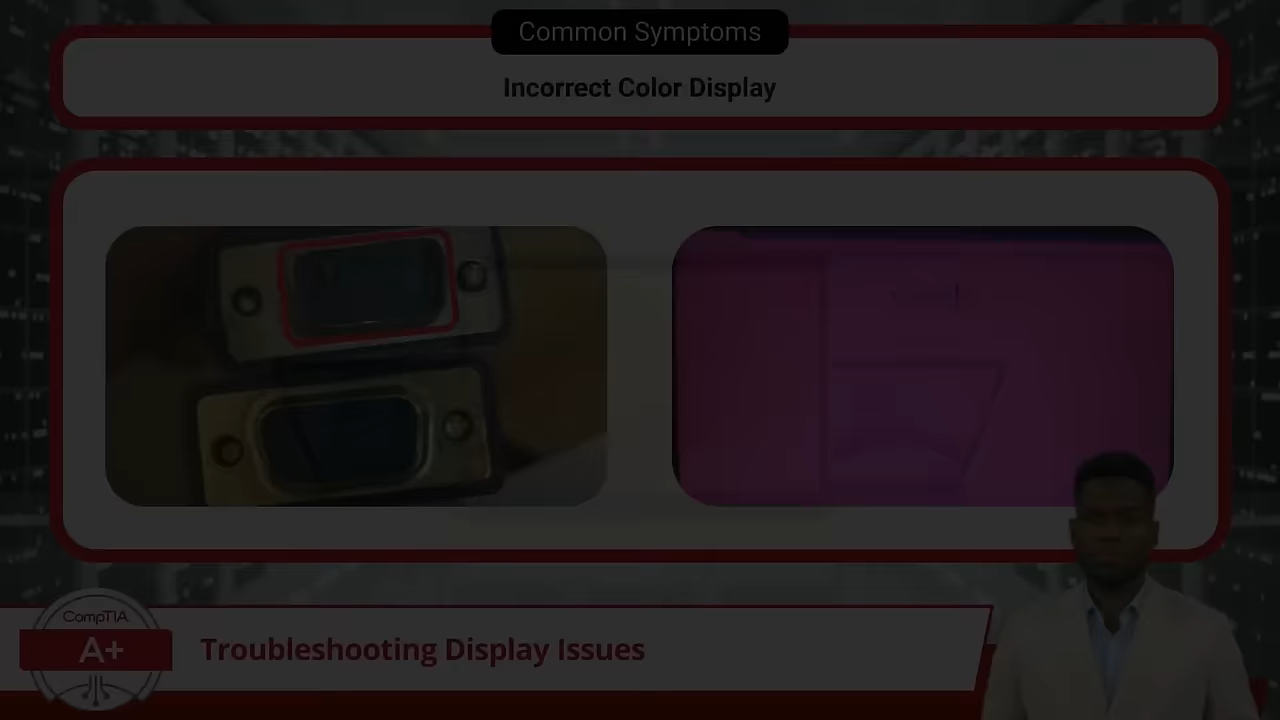 Common Symptoms
Incorrect Color Display
CompTIA
A+
Troubleshooting Display Issues